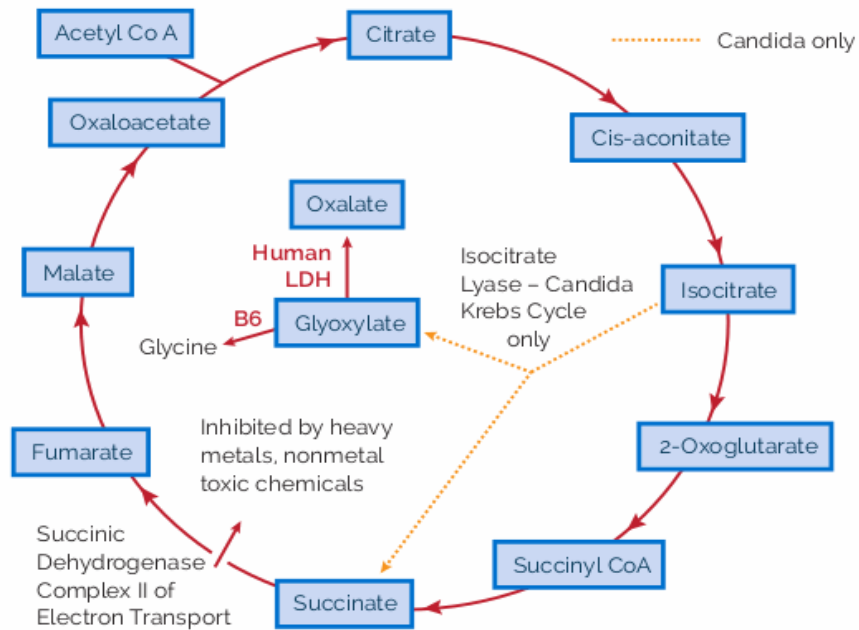 Acetyl Co A
Citrate
Candida only
Oxaloacetate
Cis-aconitate
Oxalate
Human
LDH
Isocitrate
Lyase – Candida
Krebs Cycle
only
Malate
Isocitrate
B6
Glyoxylate
Glycine
Inhibited by heavy
metals, nonmetal
toxic chemicals
Fumarate
2-Oxoglutarate
Succinic
Dehydrogenase
Complex II of
Electron Transport
Succinyl CoA
Succinate